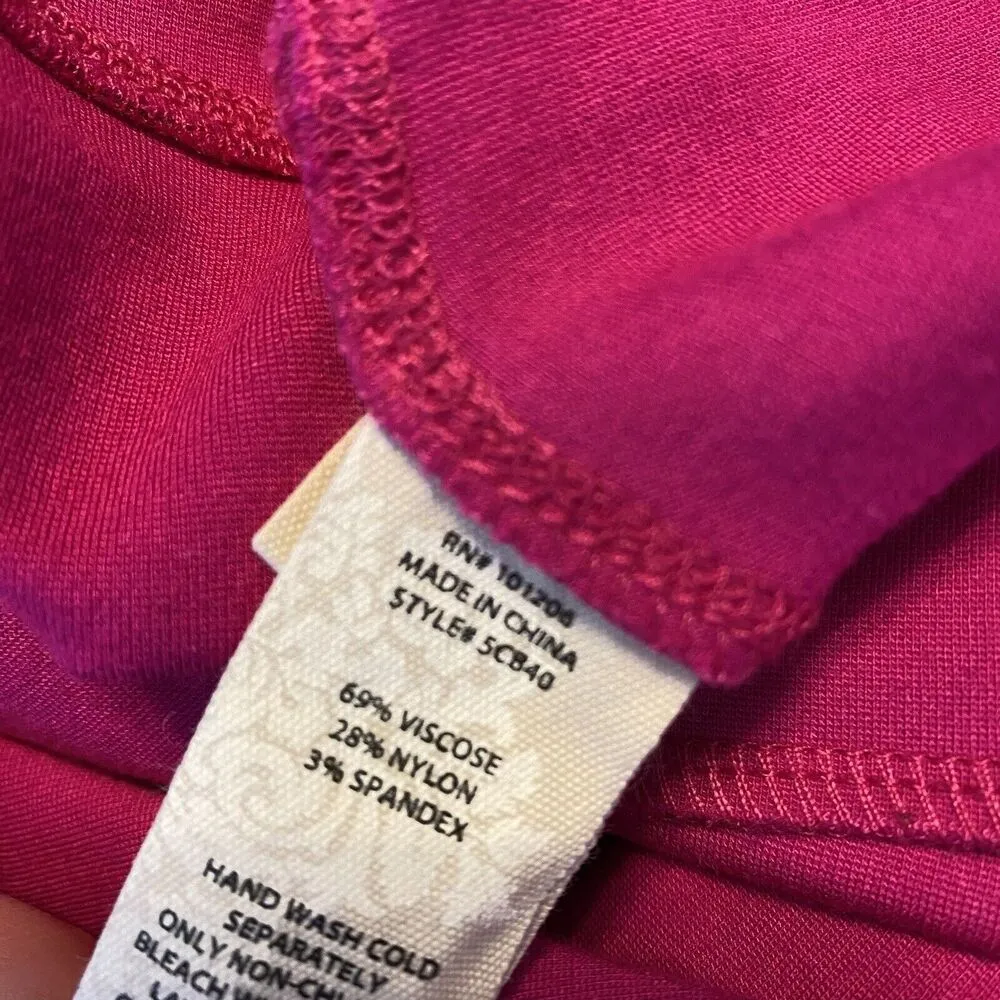 RN# 101208
MADE IN CHINA
STYLE# 5CB40
69% VISCOSE
28% NYLON
3% SPANDEX
HAND WASH COLD
SEPARATELY
ONLY NON-CHL
BLEACH W